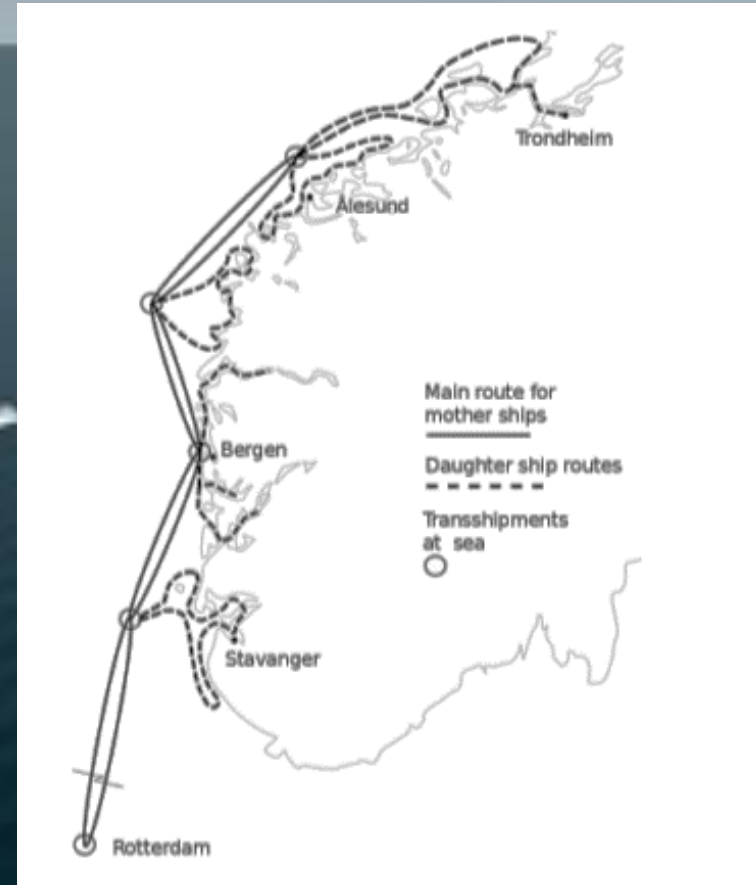 Trondheim
Ålesund
Main route for
mother ships
Bergen
Daughter ship routes
Transshipments
at sea
Stavanger
Rotterdam